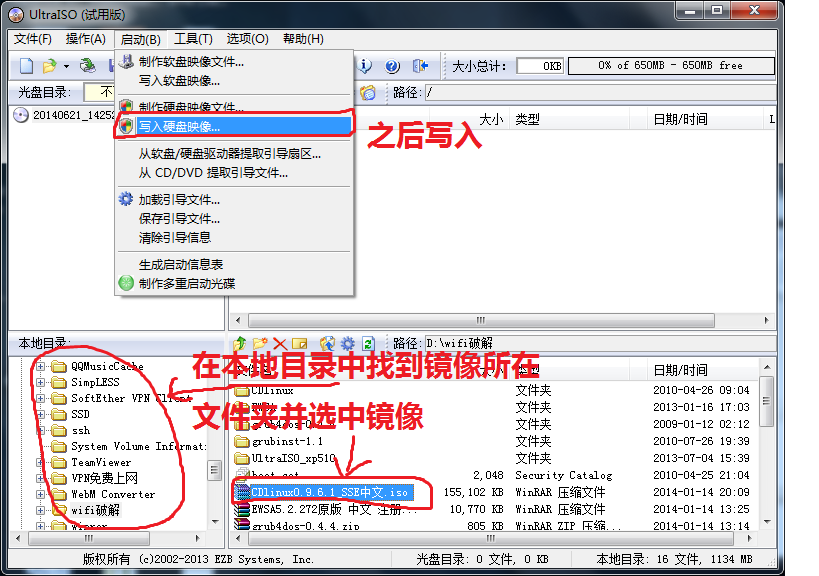 UltraISO (试用版)
文件(F) 操作(A) 启动(B) 工具(T) 选项(O) 帮助(H)
大小总计: 0KB 0% of 650MB - 650MB free
光盘目录: 不 路径: /
20140621_1425
大小 类型 日期/时间 L
制作软盘映像文件...
写入软盘映像...
制作硬盘映像文件...
写入硬盘映像...
从软盘/硬盘驱动器提取引导扇区...
从 CD/DVD 提取引导文件...
加载引导文件...
保存引导文件...
清除引导信息
生成启动信息表
制作多重启动光碟
之后写入
本地目录: 路径: D:\wifi破解
QQMusicCache
SimpLESS
SoftEther VPN Client
SSD
ssh
System Volume Informat:
TeamViewer
VPN免费上网
WebM Converter
wifi破解
Winrar
在本地目录中找到镜像所在
文件夹并选中镜像
大小 类型 日期/时间
CDlinux 文件夹 2010-04-26 09:04
文件夹 2013-01-16 17:03
grub4dos-0.4.4 文件夹 2009-01-12 02:12
grubinst-1.1 文件夹 2010-07-26 19:39
UltraISO_xp510 文件夹 2013-07-04 15:39
boot.cat 2,048 Security Catalog 2010-04-25 21:04
CDlinux0.9.6.1_SSE中文.iso 155,102 KB WinRAR 压缩文件 2014-01-14 20:09
EWSA5.2.272原版 中文 注册... 10,770 KB WinRAR 压缩文件 2014-01-14 20:07
grub4dos-0.4.4.zip 805 KB WinRAR ZIP 压缩... 2014-01-14 13:14
版权所有 (c)2002-2013 EZB Systems, Inc. 光盘目录: 0 文件, 0 KB 本地目录: 16 文件, 1134 MB